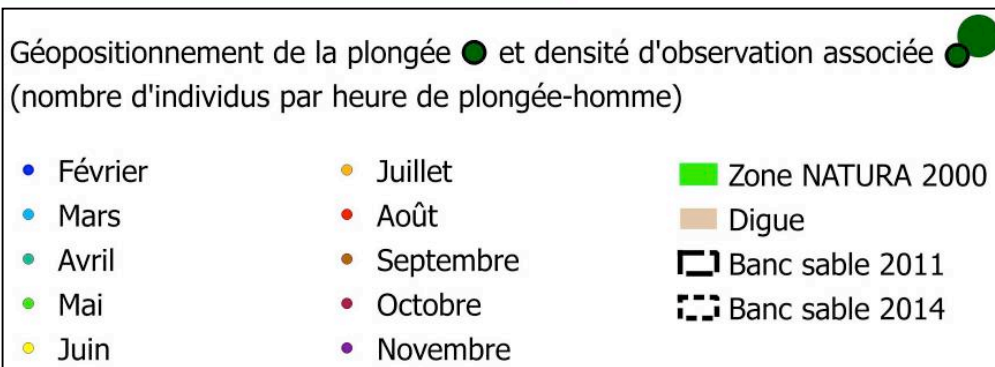 Géopositionnement de la plongée et densité d'observation associée
(nombre d'individus par heure de plongée-homme)
Février
Mars
Avril
Mai
Juin
Juillet
Août
Septembre
Octobre
Novembre
Zone NATURA 2000
Digue
Banc sable 2011
Banc sable 2014